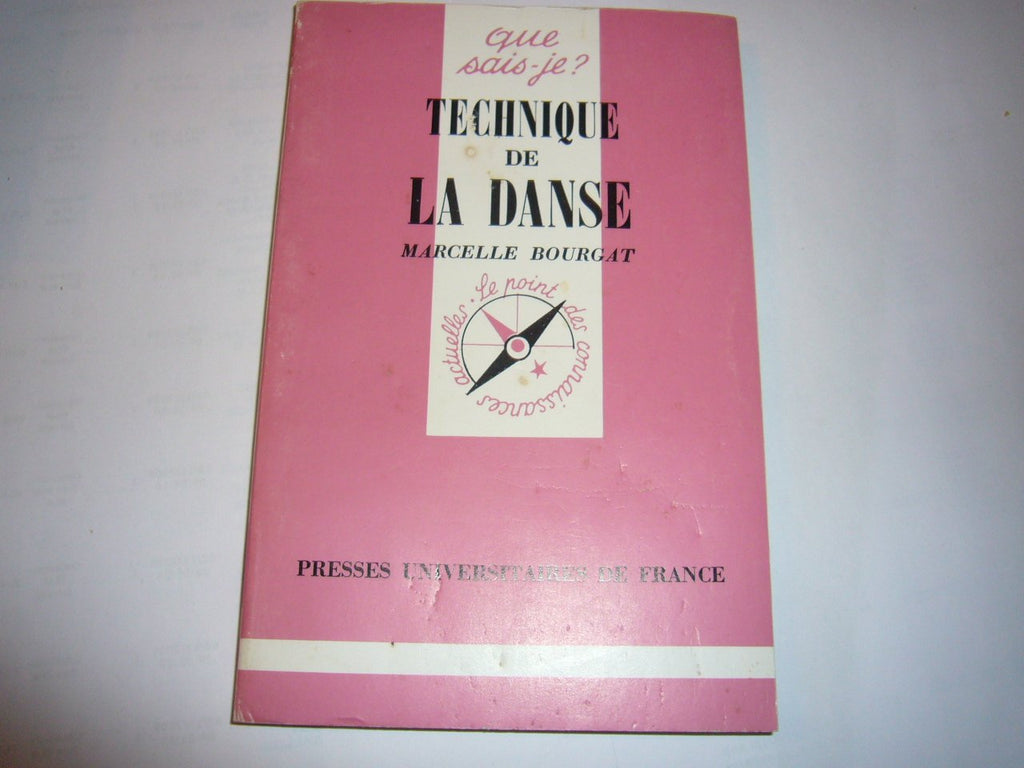 que
sais-je?
TECHNIQUE
DE
LA DANSE
MARCELLE BOURGAT
Le point des connaissances actuelles.
PRESSES UNIVERSITAIRES DE FRANCE